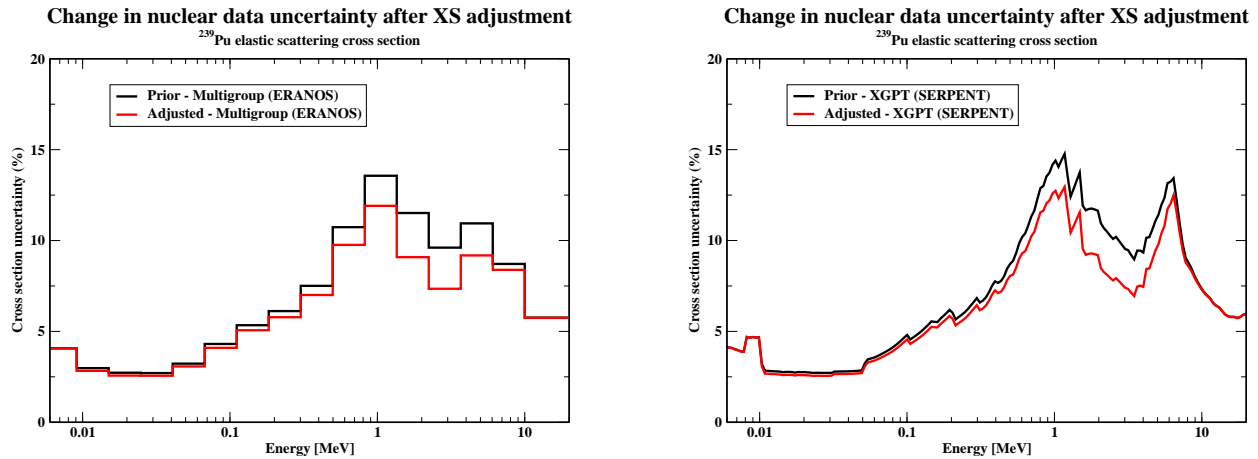 Change in nuclear data uncertainty after XS adjustment
²³⁹Pu elastic scattering cross section
20
15
10
5
0
Cross section uncertainty (%)
Prior - Multigroup (ERANOS)
Adjusted - Multigroup (ERANOS)
0.01
0.1
1
10
Energy [MeV]
Change in nuclear data uncertainty after XS adjustment
²³⁹Pu elastic scattering cross section
20
15
10
5
0
Cross section uncertainty (%)
Prior - XGPT (SERPENT)
Adjusted - XGPT (SERPENT)
0.01
0.1
1
10
Energy [MeV]